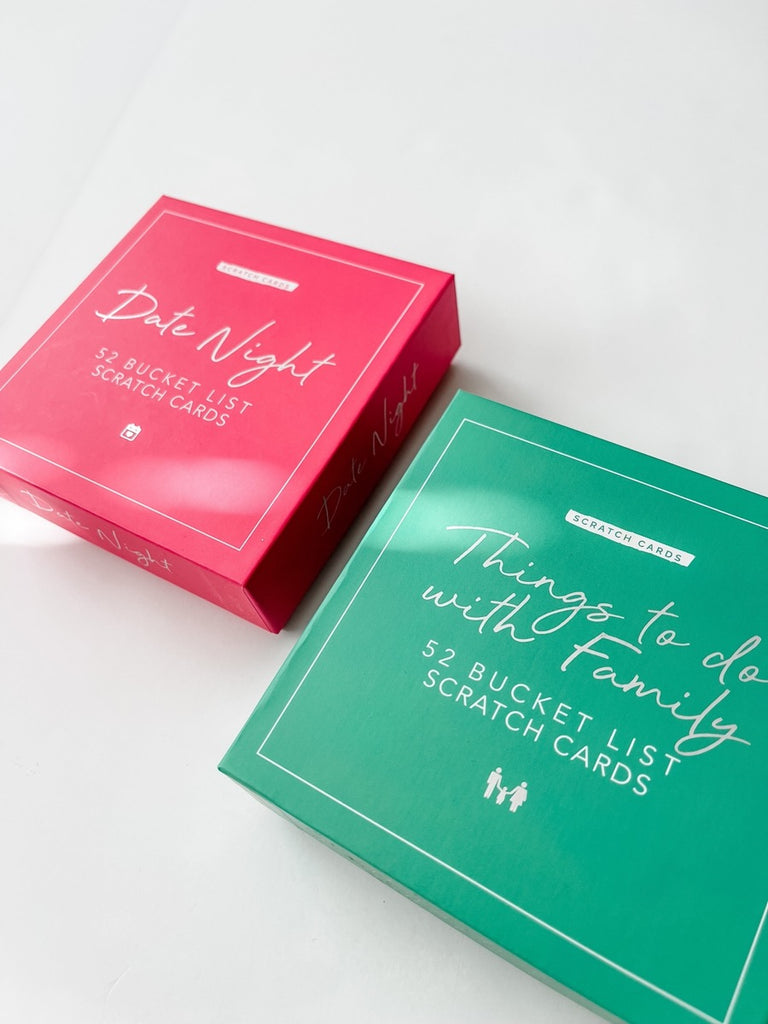 SCRATCH CARDS
Date Night
52 BUCKET LIST
SCRATCH CARDS
Date Night
Date Night
SCRATCH CARDS
Things to do
with Family
52 BUCKET LIST
SCRATCH CARDS